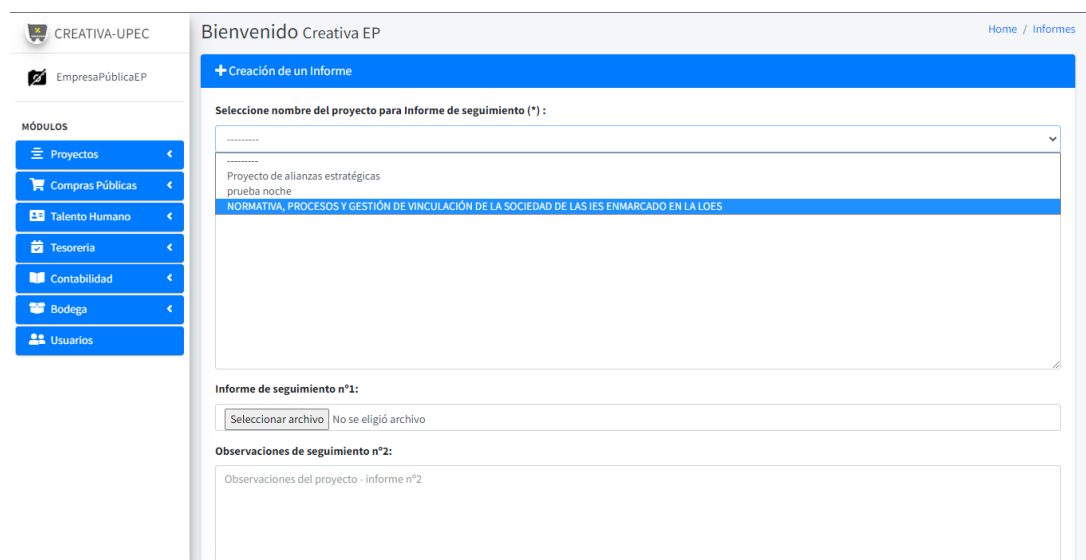 CREATIVA-UPEC
EmpresaPúblicaEP
MÓDULOS
Proyectos
Compras Públicas
Talento Humano
Tesoreria
Contabilidad
Bodega
Usuarios
Bienvenido Creativa EP
Home / Informes
Creación de un Informe
Seleccione nombre del proyecto para Informe de seguimiento (*) :
---------
---------
Proyecto de alianzas estratégicas
prueba noche
NORMATIVA, PROCESOS Y GESTIÓN DE VINCULACIÓN DE LA SOCIEDAD DE LAS IES ENMARCADO EN LA LOES
Informe de seguimiento nº1:
Seleccionar archivo No se eligió archivo
Observaciones de seguimiento nº2:
Observaciones del proyecto - informe nº2